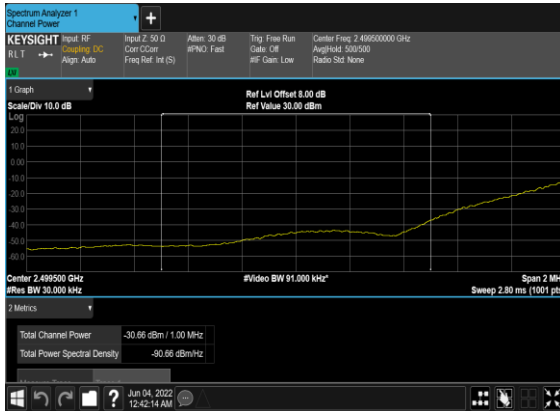 Spectrum Analyzer 1
Channel Power
KEYSIGHT Input: RF Input Z: 50 Ω Atten: 30 dB Trig: Free Run Center Freq: 2.499500000 GHz
RLT Coupling: DC Corr CCorr #PNO: Fast Gate: Off Avg|Hold: 500/500
Align: Auto Freq Ref: Int (S) #IF Gain: Low Radio Std: None
LXI
1 Graph
Ref Lvl Offset 8.00 dB
Scale/Div 10.0 dB Ref Value 30.00 dBm
Log
20.0
10.0
0.00
-10.0
-20.0
-30.0
-40.0
-50.0
-60.0
Center 2.499500 GHz #Video BW 91.000 kHz* Span 2 MH
#Res BW 30.000 kHz Sweep 2.80 ms (1001 pts
2 Metrics
Total Channel Power -30.66 dBm / 1.00 MHz
Total Power Spectral Density -90.66 dBm/Hz
?
Jun 04, 2022
12:42:14 AM